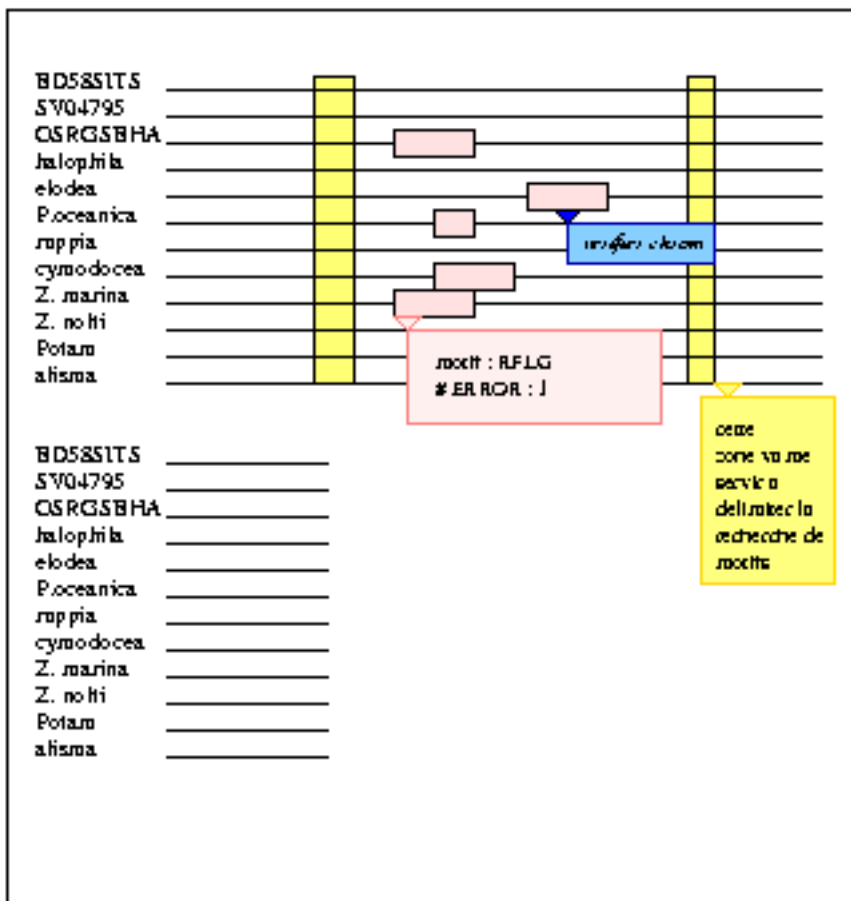 BD58SITS
SV04795
OSRGSBHA
halophila
elodea
P.oceanica
ruppia
cymodocea
Z. marina
Z. nolti
Potam
alisma
motif : RFLG
# ERROR : 1
cette
zone va me
servir a
delimiter la
recherche de
motifs
BD58SITS
SV04795
OSRGSBHA
halophila
elodea
P.oceanica
ruppia
cymodocea
Z. marina
Z. nolti
Potam
alisma